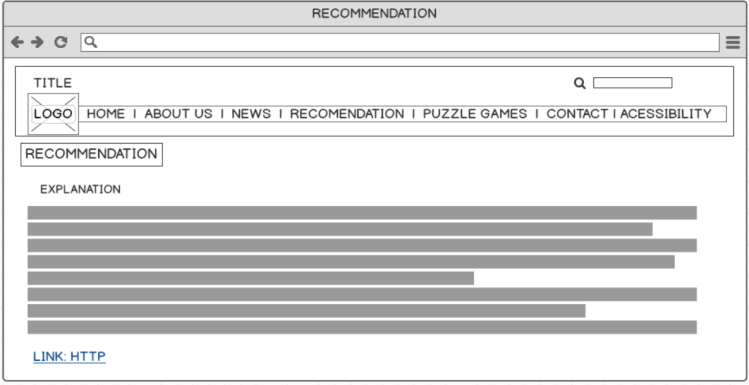 RECOMMENDATION
TITLE
LOGO HOME | ABOUT US | NEWS | RECOMENDATION | PUZZLE GAMES | CONTACT | ACESSIBILITY
RECOMMENDATION
EXPLANATION
LINK: HTTP